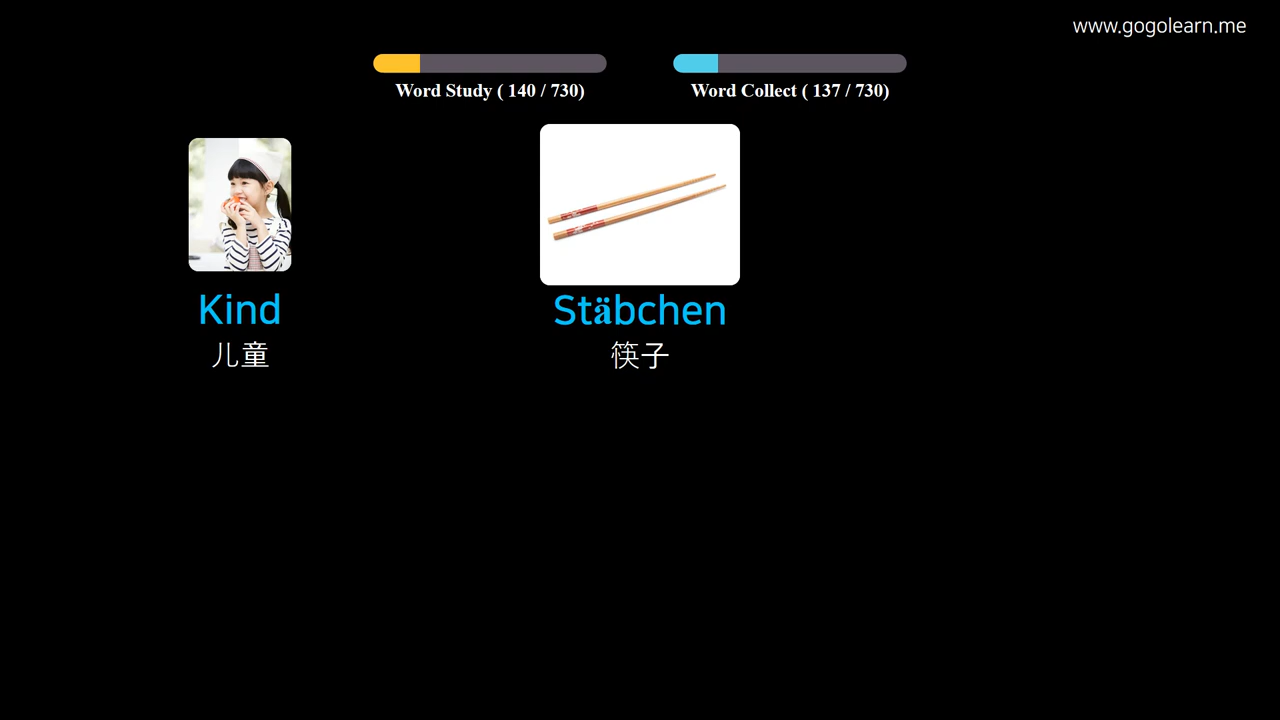 www.gogolearn.me
Word Study ( 140 / 730)
Word Collect ( 137 / 730)
Kind
儿童
Stäbchen
筷子